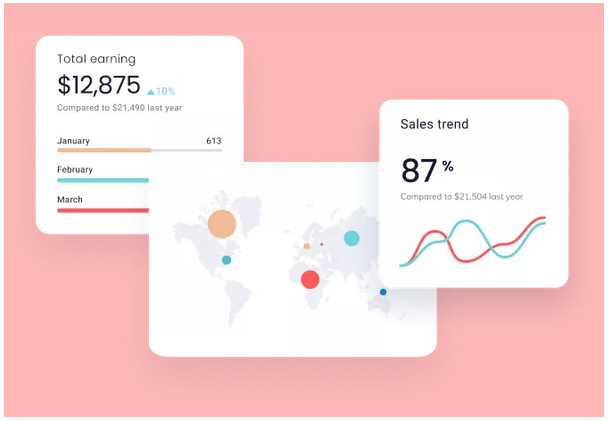 Total earning
$12,875 ▲10%
Compared to $21,490 last year
January 613
February
March
Sales trend
87 %
Compared to $21,504 last year